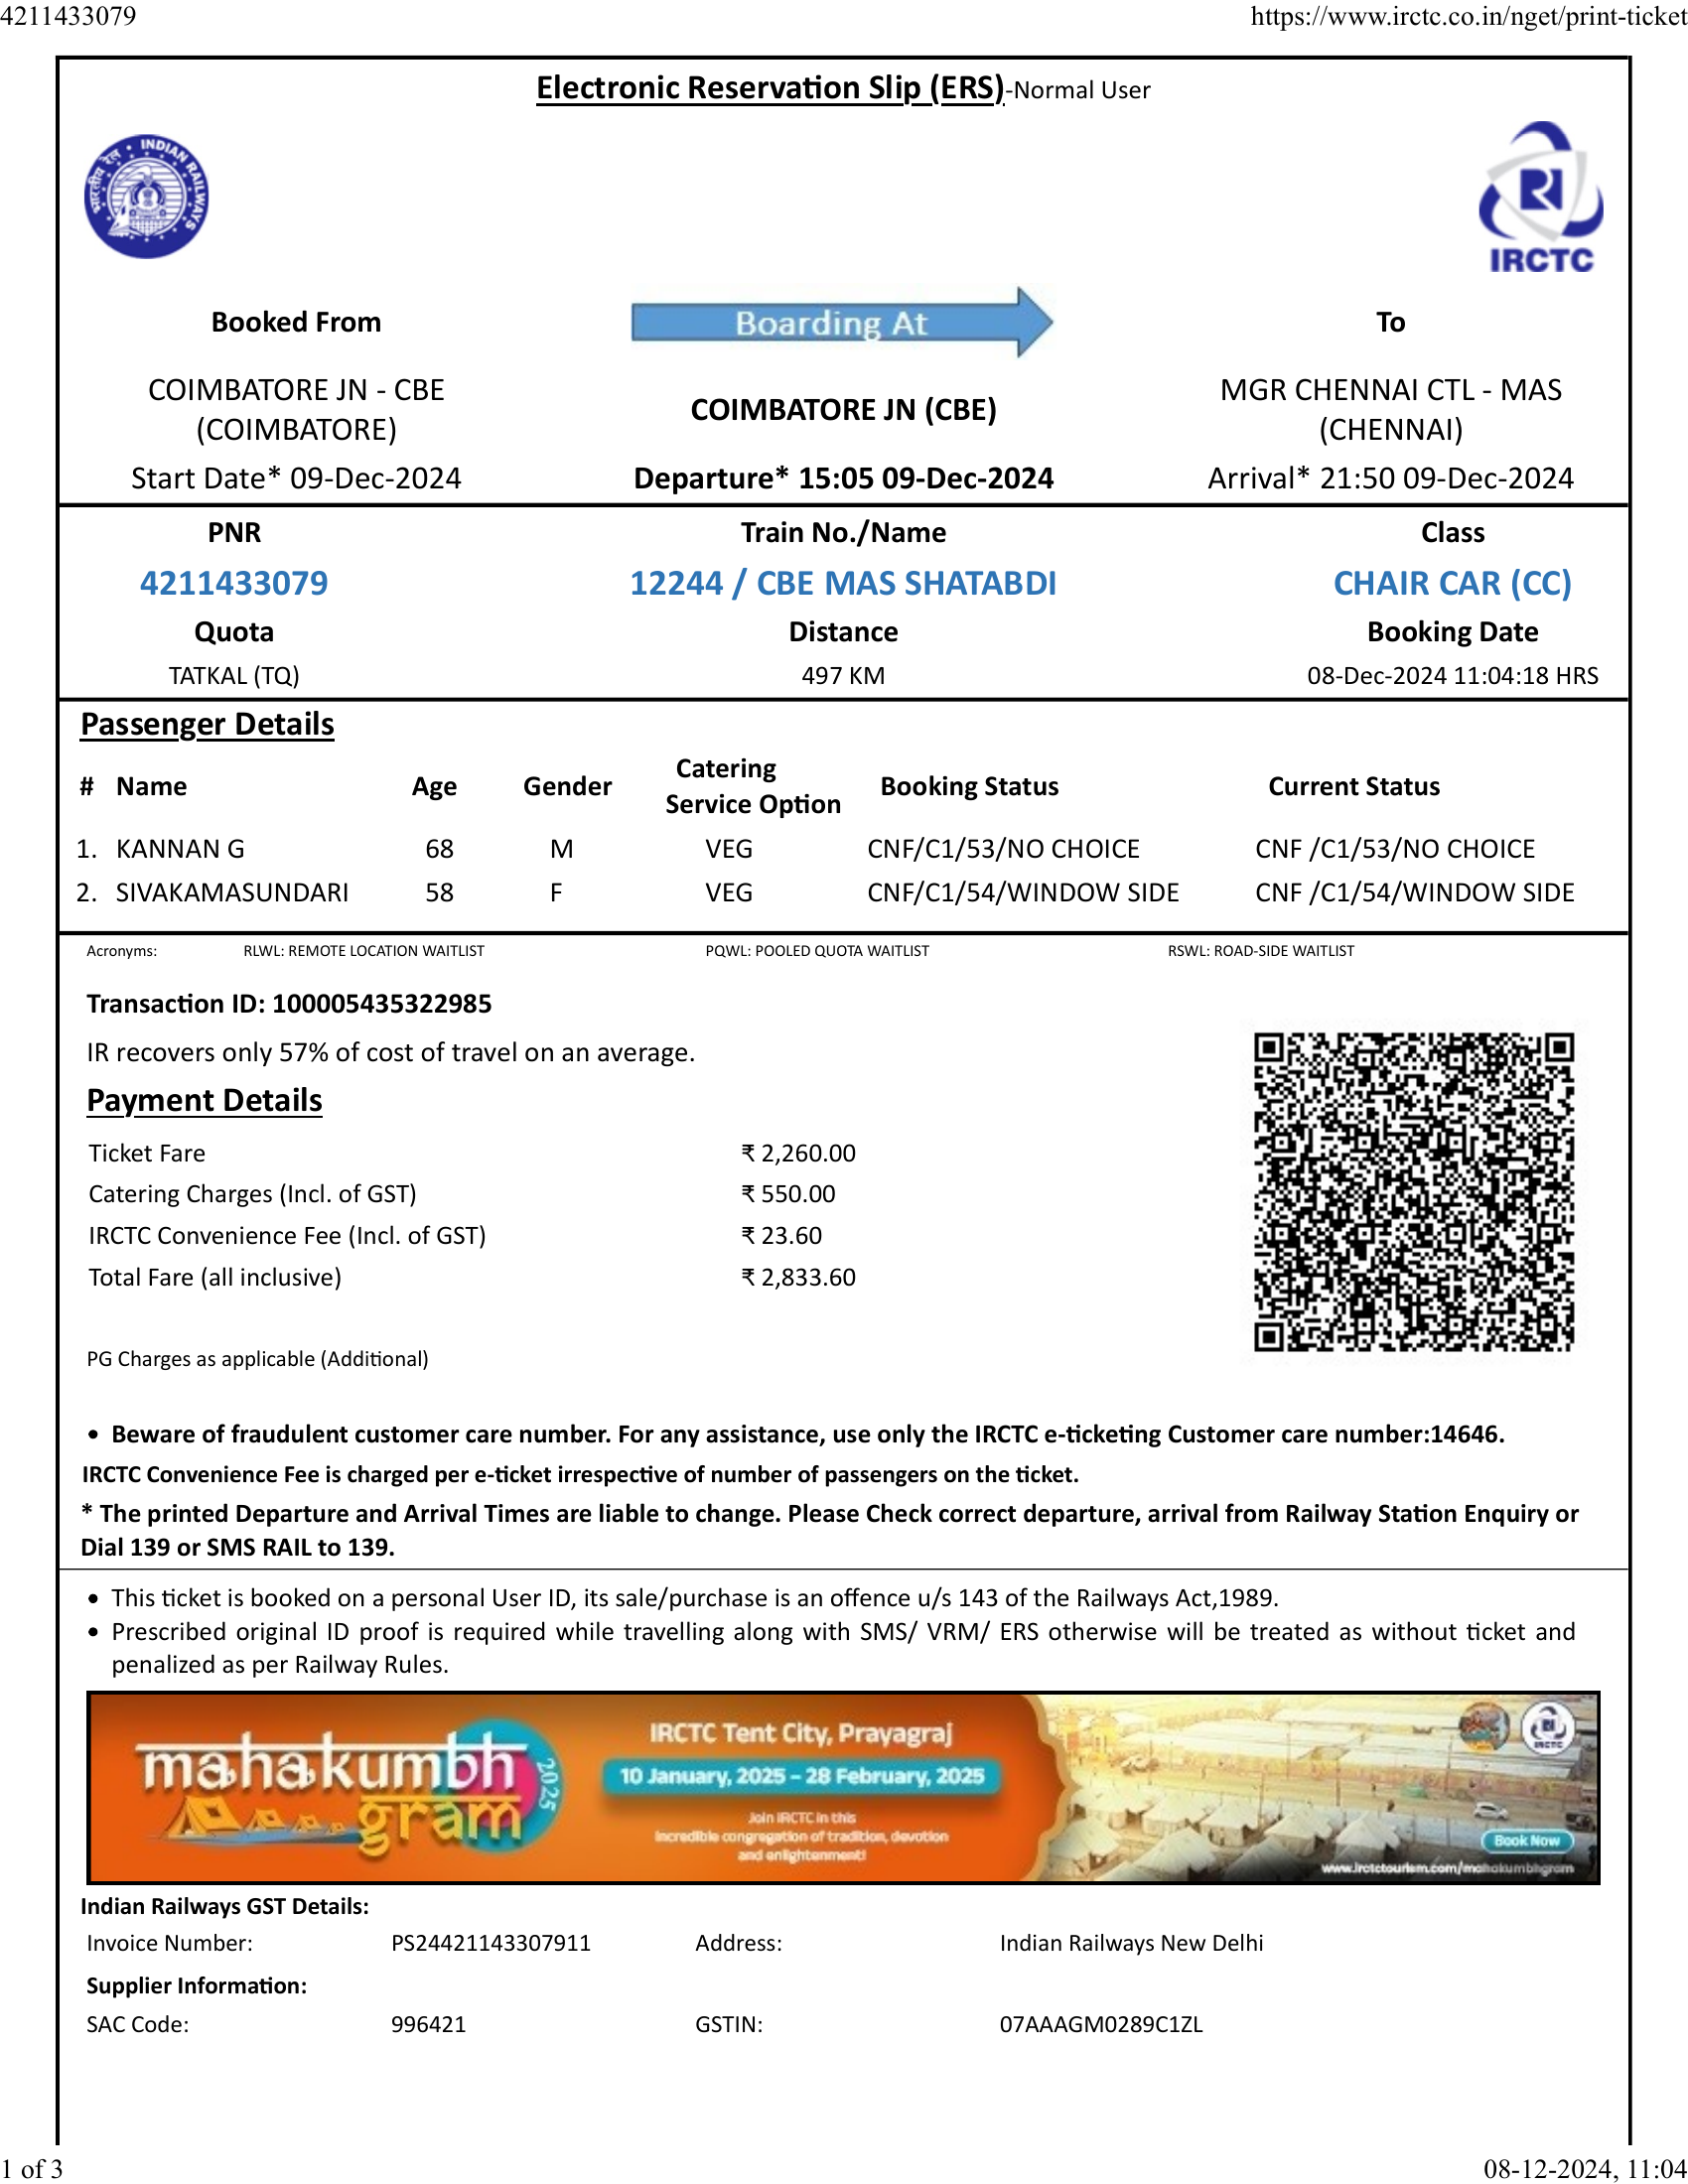 4211433079 https://www.irctc.co.in/nget/print-ticket
Electronic Reservation Slip (ERS)-Normal User
भारतीय रेल • INDIAN RAILWAYS
IRCTC
Booked From Boarding At To
COIMBATORE JN - CBE (COIMBATORE) COIMBATORE JN (CBE) MGR CHENNAI CTL - MAS (CHENNAI)
Start Date* 09-Dec-2024 Departure* 15:05 09-Dec-2024 Arrival* 21:50 09-Dec-2024
PNR Train No./Name Class
4211433079 12244 / CBE MAS SHATABDI CHAIR CAR (CC)
Quota Distance Booking Date
TATKAL (TQ) 497 KM 08-Dec-2024 11:04:18 HRS
Passenger Details
# Name Age Gender Catering Service Option Booking Status Current Status
1. KANNAN G 68 M VEG CNF/C1/53/NO CHOICE CNF /C1/53/NO CHOICE
2. SIVAKAMASUNDARI 58 F VEG CNF/C1/54/WINDOW SIDE CNF /C1/54/WINDOW SIDE
Acronyms: RLWL: REMOTE LOCATION WAITLIST PQWL: POOLED QUOTA WAITLIST RSWL: ROAD-SIDE WAITLIST
Transaction ID: 100005435322985
IR recovers only 57% of cost of travel on an average.
Payment Details
Ticket Fare ₹ 2,260.00
Catering Charges (Incl. of GST) ₹ 550.00
IRCTC Convenience Fee (Incl. of GST) ₹ 23.60
Total Fare (all inclusive) ₹ 2,833.60
PG Charges as applicable (Additional)
• Beware of fraudulent customer care number. For any assistance, use only the IRCTC e-ticketing Customer care number:14646.
IRCTC Convenience Fee is charged per e-ticket irrespective of number of passengers on the ticket.
* The printed Departure and Arrival Times are liable to change. Please Check correct departure, arrival from Railway Station Enquiry or
Dial 139 or SMS RAIL to 139.
• This ticket is booked on a personal User ID, its sale/purchase is an offence u/s 143 of the Railways Act,1989.
• Prescribed original ID proof is required while travelling along with SMS/ VRM/ ERS otherwise will be treated as without ticket and
penalized as per Railway Rules.
mahakumbh
gram
2025
IRCTC Tent City, Prayagraj
10 January, 2025 – 28 February, 2025
Join IRCTC in this
incredible congregation of tradition, devotion
and enlightenment!
IRCTC
Book Now
www.irctctourism.com/mahakumbhgram
Indian Railways GST Details:
Invoice Number: PS24421143307911 Address: Indian Railways New Delhi
Supplier Information:
SAC Code: 996421 GSTIN: 07AAAGM0289C1ZL
1 of 3 08-12-2024, 11:04